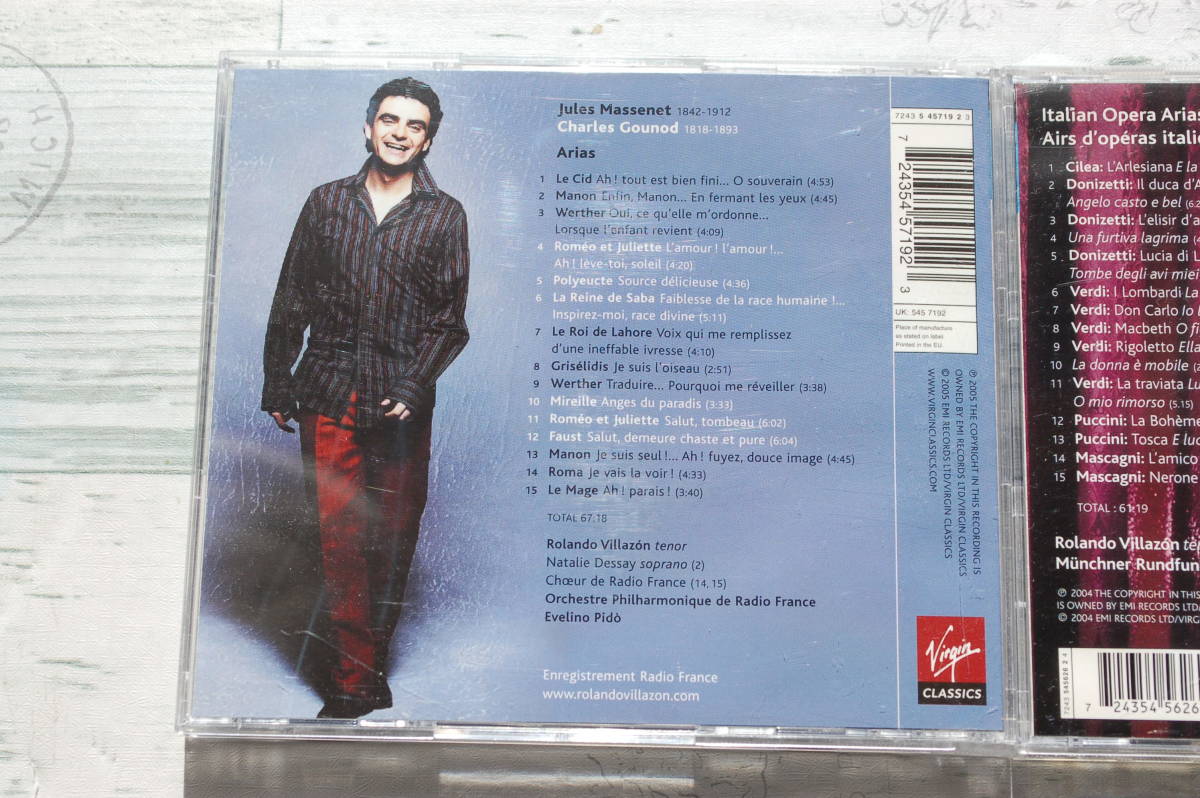 MICH
Jules Massenet 1842-1912
Charles Gounod 1818-1893
Arias
1 Le Cid Ah! tout est bien fini... O souverain (4:53)
2 Manon Enfin, Manon... En fermant les yeux (4:45)
3 Werther Oui, ce qu'elle m'ordonne...
Lorsque l'enfant revient (4:09)
4 Roméo et Juliette L'amour! l'amour!...
Ah! lève-toi, soleil (4:20)
5 Polyeucte Source délicieuse (4:36)
6 La Reine de Saba Faiblesse de la race humaine!...
Inspirez-moi, race divine (5:11)
7 Le Roi de Lahore Voix qui me remplissez
d'une ineffable ivresse (4:10)
8 Grisélidis Je suis l'oiseau (2:51)
9 Werther Traduire... Pourquoi me réveiller (3:38)
10 Mireille Anges du paradis (3:33)
11 Roméo et Juliette Salut, tombeau (6:02)
12 Faust Salut, demeure chaste et pure (6:04)
13 Manon Je suis seul!... Ah! fuyez, douce image (4:45)
14 Roma Je vais la voir! (4:33)
15 Le Mage Ah! parais! (3:40)
TOTAL 67:18
Rolando Villazón tenor
Natalie Dessay soprano (2)
Chœur de Radio France (14, 15)
Orchestre Philharmonique de Radio France
Evelino Pidò
Enregistrement Radio France
www.rolandovillazon.com
7243 5 45719 2 3
7 24354 57192 3
UK: 545 7192
Place of manufacture
as stated on label
Printed in the EU.
℗ 2005 THE COPYRIGHT IN THIS RECORDING IS
OWNED BY EMI RECORDS LTD/VIRGIN CLASSICS
© 2005 EMI RECORDS LTD/VIRGIN CLASSICS
WWW.VIRGINCLASSICS.COM
Virgin
CLASSICS
Italian Opera Arias
Airs d'opéras italie
1 Cilea: L'Arlesiana E la
2 Donizetti: Il duca d'A
Angelo casto e bel (6:2
3 Donizetti: L'elisir d'a
4 Una furtiva lagrima (4
5 Donizetti: Lucia di L
Tombe degli avi miei
6 Verdi: I Lombardi La
7 Verdi: Don Carlo Io l
8 Verdi: Macbeth O fi
9 Verdi: Rigoletto Ella
10 La donna è mobile (2
11 Verdi: La traviata Lu
O mio rimorso (5.15)
12 Puccini: La Bohème
13 Puccini: Tosca E luc
14 Mascagni: L'amico
15 Mascagni: Nerone
TOTAL : 61:19
Rolando Villazón te
Münchner Rundfun
℗ 2004 THE COPYRIGHT IN THIS
IS OWNED BY EMI RECORDS LTD/
© 2004 EMI RECORDS LTD/VIRGIN
7243 545626 2 4
7 24354 5626